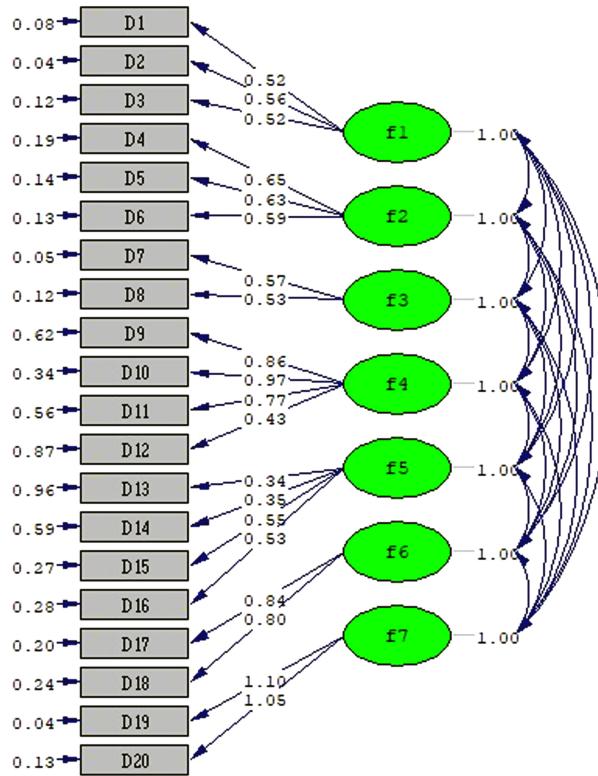 0.08 D1
0.04 D2
0.52
0.56
0.12 D3
0.52
f1 1.00
0.19 D4
0.14 D5
0.65
0.63
0.13 D6
0.59
f2 1.00
0.05 D7
0.57
0.12 D8
0.53
f3 1.00
0.62 D9
0.86
0.34 D10
0.97
f4 1.00
0.77
0.56 D11
0.43
0.87 D12
f5 1.00
0.96 D13
0.34
0.35
0.59 D14
0.55
0.53
0.27 D15
f6 1.00
0.28 D16
0.84
0.80
0.20 D17
f7 1.00
0.24 D18
1.10
1.05
0.04 D19
0.13 D20